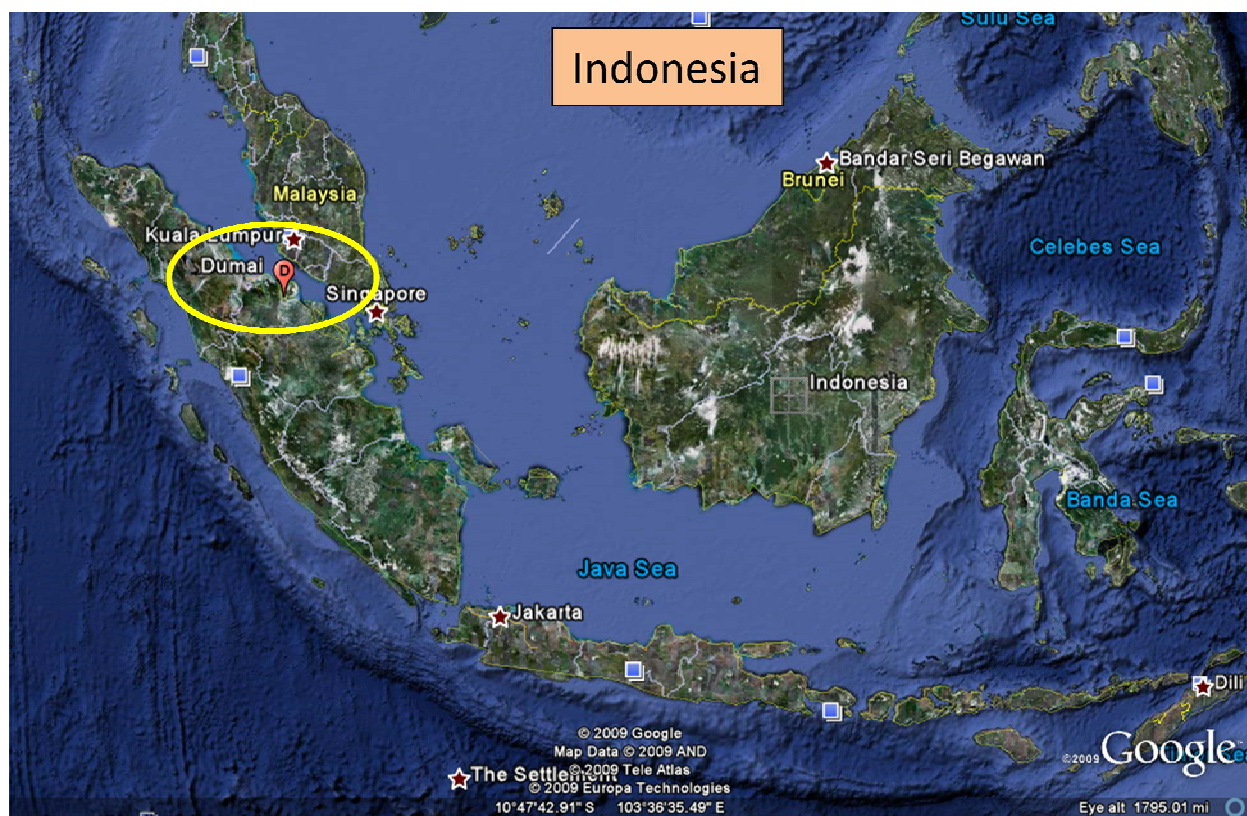 Sulu Sea
Indonesia
Bandar Seri Begawan
Brunei
Malaysia
Kuala Lumpur
Celebes Sea
Dumai
D
Singapore
Indonesia
Banda Sea
Java Sea
Jakarta
Dili
© 2009 Google
Map Data © 2009 AND
© 2009 Tele Atlas
The Settlement
© 2009 Europa Technologies
©2009 Google™
10°47'42.91" S 103°36'35.49" E
Eye alt 1795.01 mi